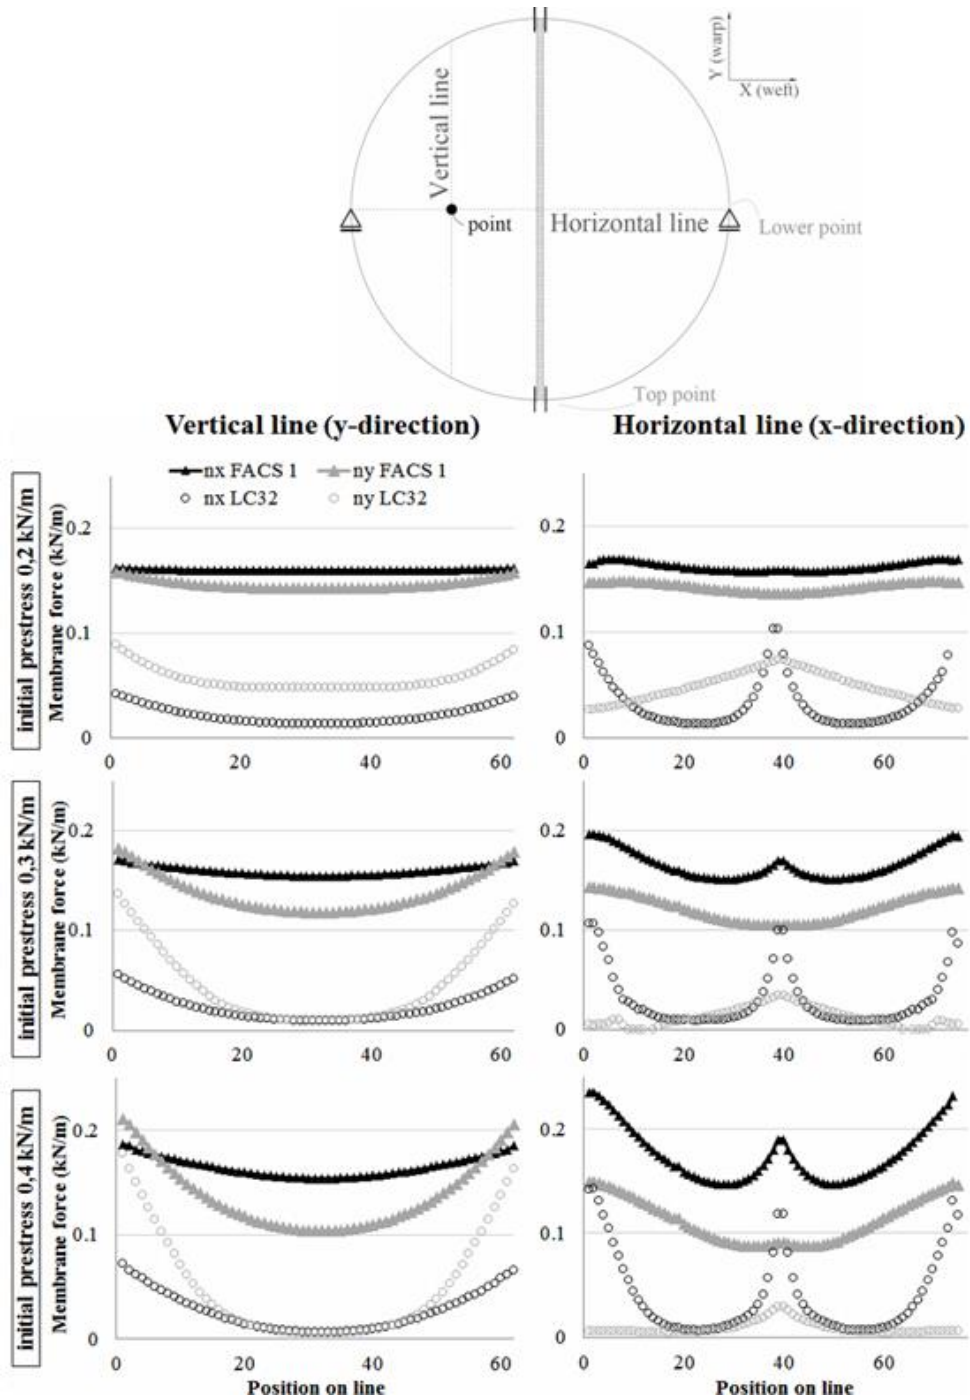 Y (warp)
X (weft)
Vertical line
point
Horizontal line
Lower point
Top point
Vertical line (y-direction)
Horizontal line (x-direction)
nx FACS 1
ny FACS 1
nx LC32
ny LC32
initial prestress 0,2 kN/m
Membrane force (kN/m)
0.2
0.1
0
0
20
40
60
0.2
0.1
0
0
20
40
60
initial prestress 0,3 kN/m
Membrane force (kN/m)
0.2
0.1
0
0
20
40
60
0.2
0.1
0
0
20
40
60
initial prestress 0,4 kN/m
Membrane force (kN/m)
0.2
0.1
0
0
20
40
60
Position on line
0.2
0.1
0
0
20
40
60
Position on line